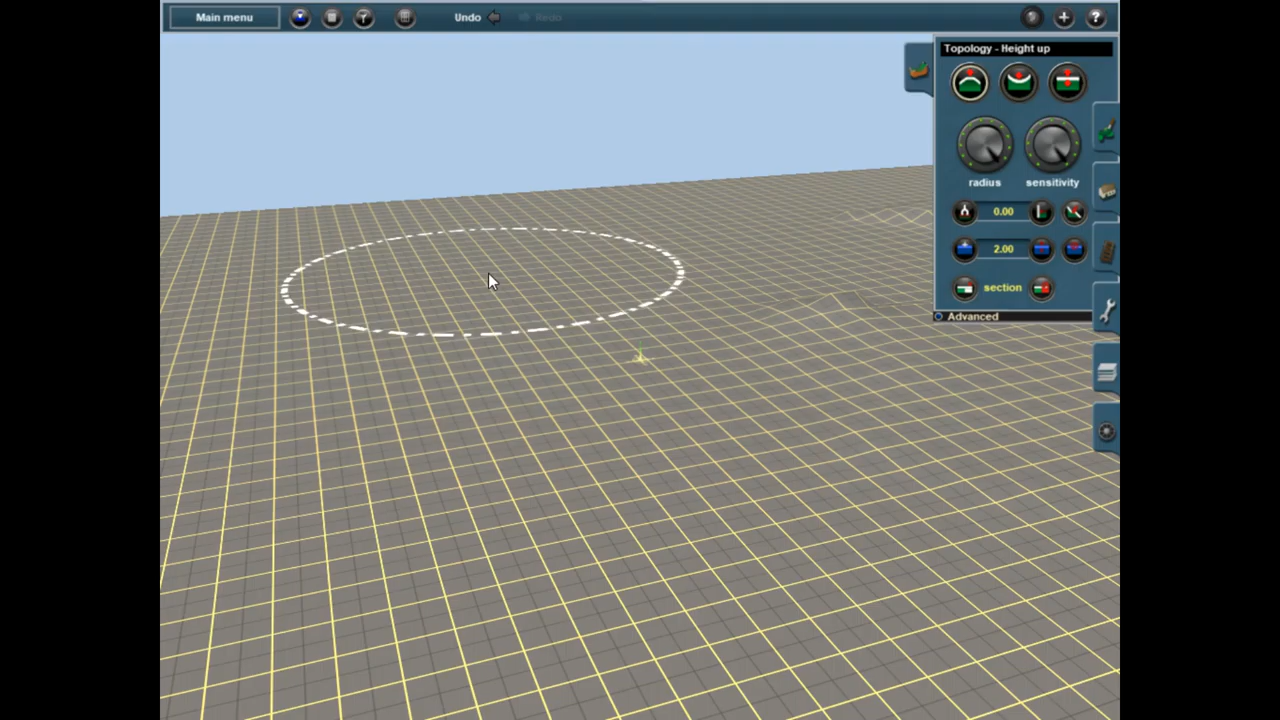 Main menu
Undo
Redo
?
Topology - Height up
radius
sensitivity
0.00
2.00
section
Advanced